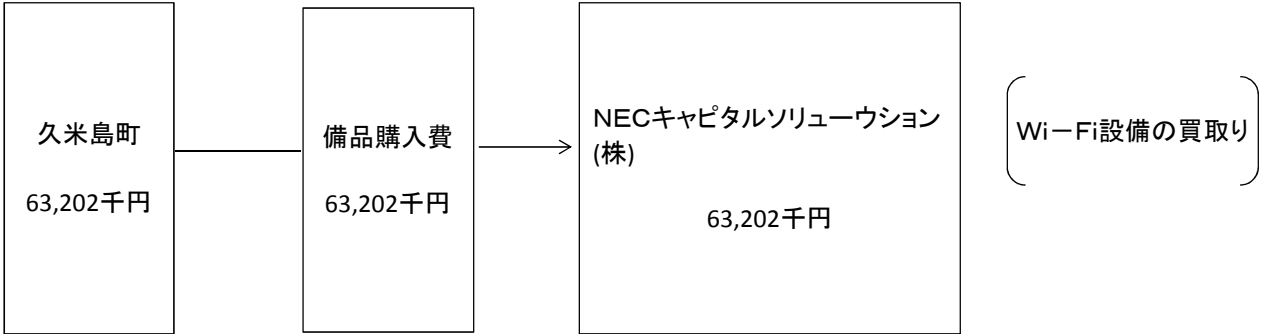 久米島町
63,202千円
備品購入費
63,202千円
NECキャピタルソリューウション
(株)
63,202千円
Wi－Fi設備の買取り